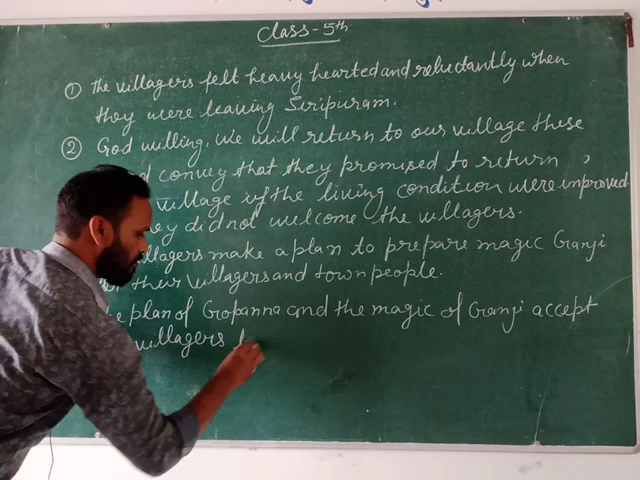 Class - 5th
① The villagers felt heavy hearted and reluctantly when
they were leaving Siripuram.
② God willing, We will return to our village these
convey that they promised to return,
village if the living condition were improved
they did not welcome the villagers.
villagers make a plan to prepare magic Ganji
their villagers and town people.
plan of Gopanna and the magic of Ganji accept
villagers